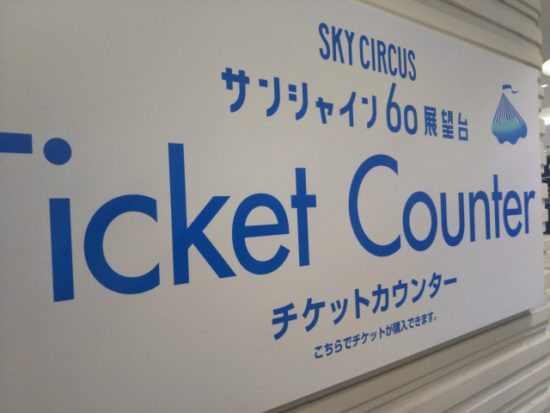 SKY CIRCUS
サンシャイン60展望台
Ticket Counter
チケットカウンター
こちらでチケットが購入できます。